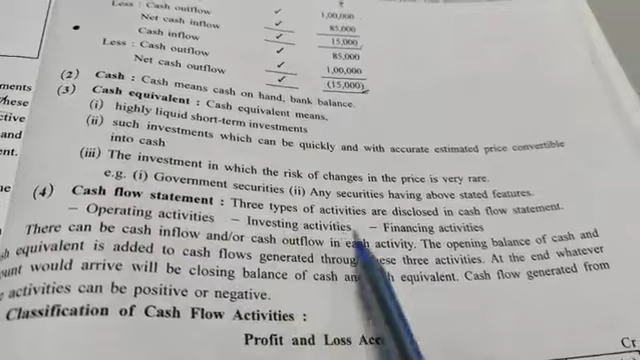 Less : Cash outflow ✓ 1,00,000
Net cash inflow ✓ 85,000
Cash inflow ✓ 15,000
Less : Cash outflow ✓ 85,000
Net cash outflow ✓ 1,00,000
✓ (15,000)
(2) Cash : Cash means cash on hand, bank balance.
(3) Cash equivalent : Cash equivalent means,
(i) highly liquid short-term investments
(ii) such investments which can be quickly and with accurate estimated price convertible
into cash
(iii) The investment in which the risk of changes in the price is very rare.
e.g. (i) Government securities (ii) Any securities having above stated features.
(4) Cash flow statement : Three types of activities are disclosed in cash flow statement.
– Operating activities – Investing activities – Financing activities
There can be cash inflow and/or cash outflow in each activity. The opening balance of cash and
equivalent is added to cash flows generated through these three activities. At the end whatever
would arrive will be closing balance of cash and equivalent. Cash flow generated from
activities can be positive or negative.
Classification of Cash Flow Activities :
Profit and Loss
Cr
and